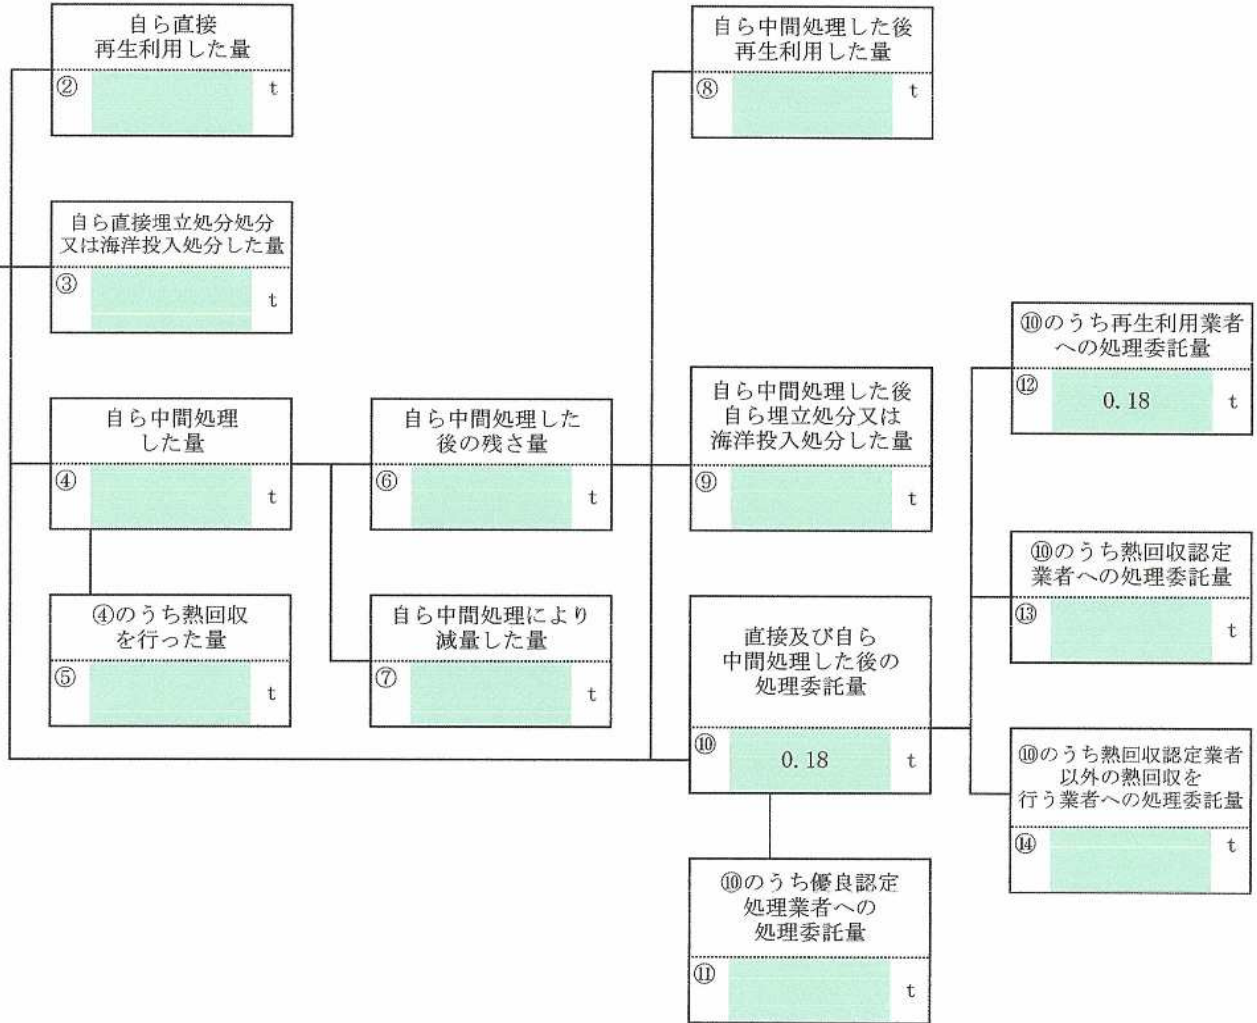 自ら直接
再生利用した量
② t
自ら直接埋立処分処分
又は海洋投入処分した量
③ t
自ら中間処理
した量
④ t
④のうち熱回収
を行った量
⑤ t
自ら中間処理した
後の残さ量
⑥ t
自ら中間処理により
減量した量
⑦ t
自ら中間処理した後
再生利用した量
⑧ t
自ら中間処理した後
自ら埋立処分又は
海洋投入処分した量
⑨ t
直接及び自ら
中間処理した後の
処理委託量
⑩ 0.18 t
⑩のうち優良認定
処理業者への
処理委託量
⑪ t
⑩のうち再生利用業者
への処理委託量
⑫ 0.18 t
⑩のうち熱回収認定
業者への処理委託量
⑬ t
⑩のうち熱回収認定業者
以外の熱回収を
行う業者への処理委託量
⑭ t